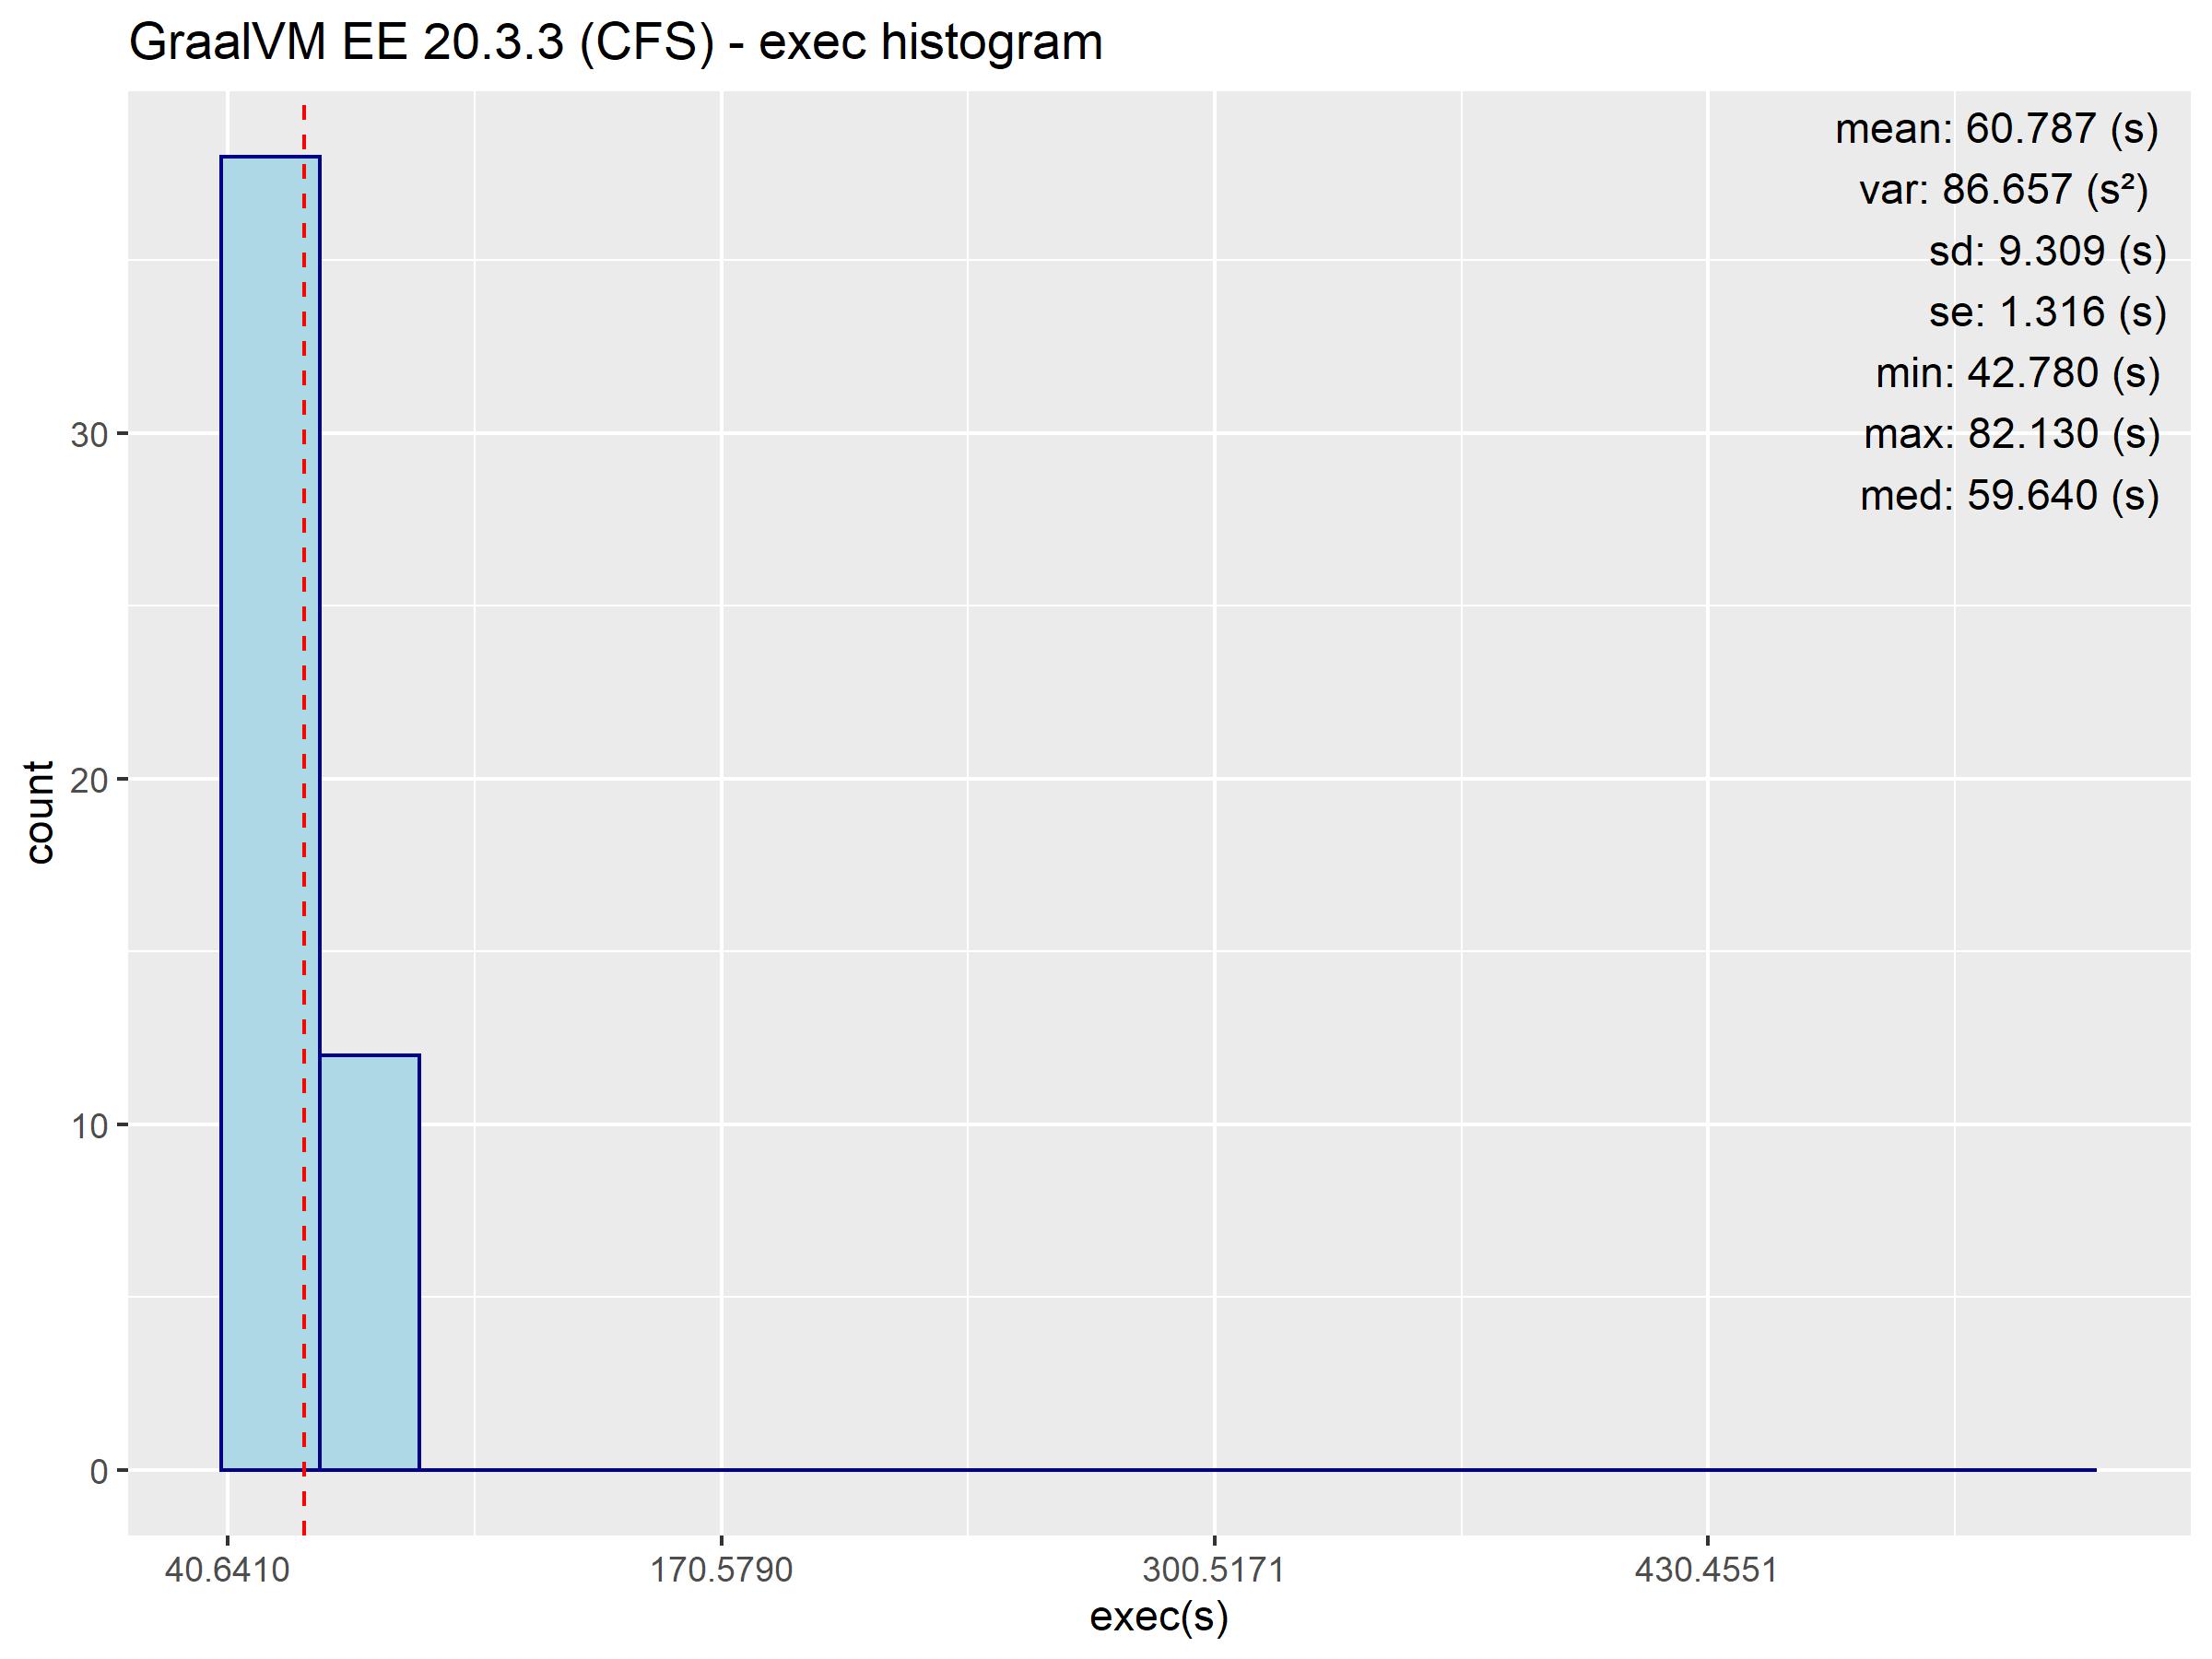 GraalVM EE 20.3.3 (CFS) - exec histogram
mean: 60.787 (s)
var: 86.657 (s²)
sd: 9.309 (s)
se: 1.316 (s)
min: 42.780 (s)
max: 82.130 (s)
med: 59.640 (s)
count
30
20
10
0
40.6410
170.5790
300.5171
430.4551
exec(s)